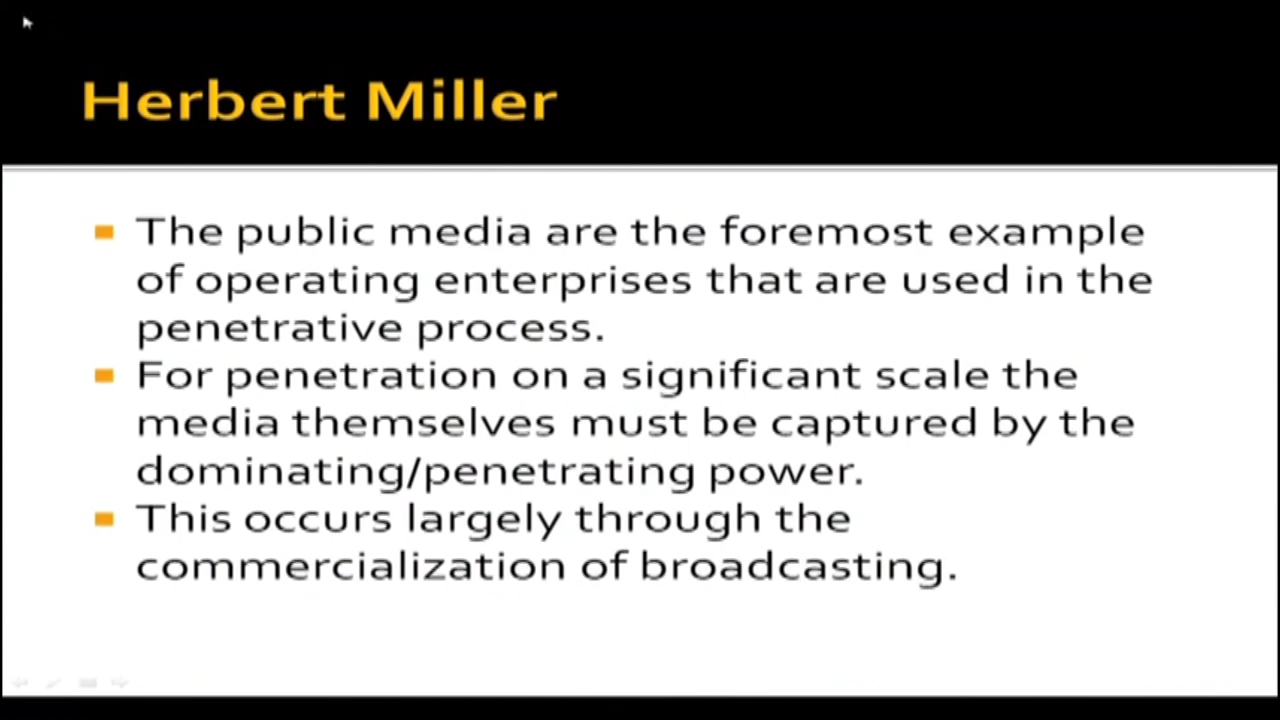 Herbert Miller
The public media are the foremost example
of operating enterprises that are used in the
penetrative process.
For penetration on a significant scale the
media themselves must be captured by the
dominating/penetrating power.
This occurs largely through the
commercialization of broadcasting.